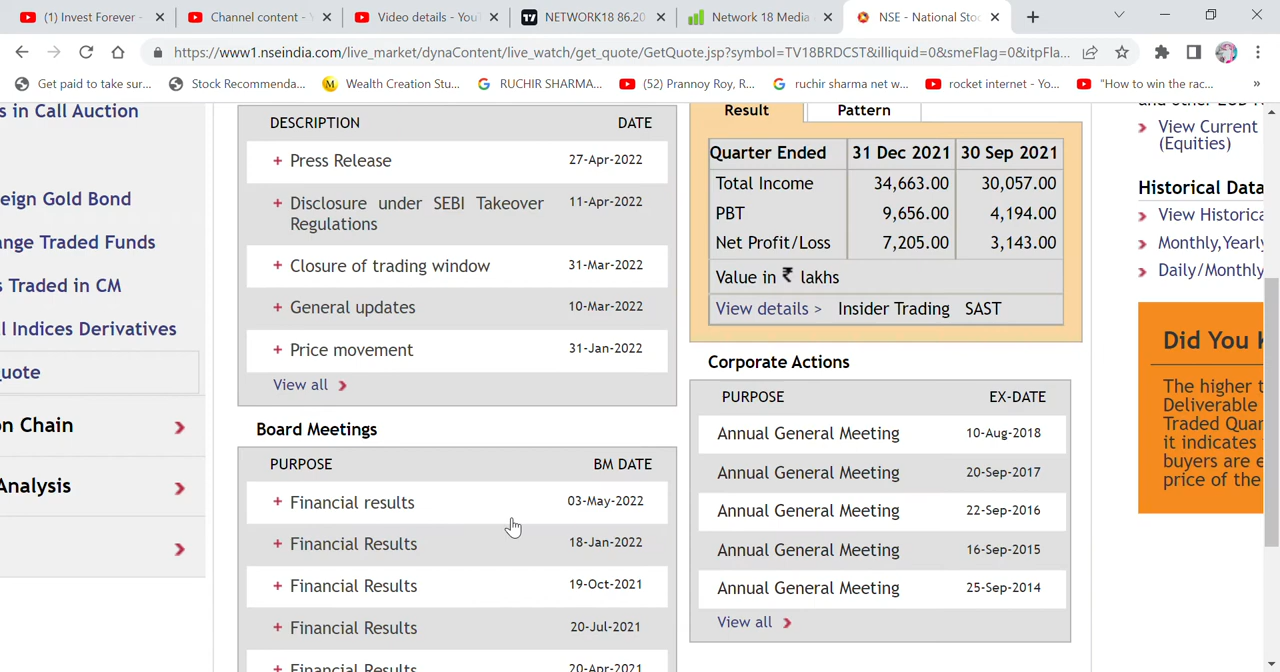 (1) Invest Forever -
Channel content -
Video details - You
NETWORK18 86.20
Network 18 Media
NSE - National Stoc
https://www1.nseindia.com/live_market/dynaContent/live_watch/get_quote/GetQuote.jsp?symbol=TV18BRDCST&illiquid=0&smeFlag=0&itpFla...
Get paid to take sur...
Stock Recommenda...
Wealth Creation Stu...
RUCHIR SHARMA...
(52) Prannoy Roy, R...
ruchir sharma net w...
rocket internet - Yo...
"How to win the rac...
»
s in Call Auction
eign Gold Bond
ange Traded Funds
s Traded in CM
l Indices Derivatives
uote
on Chain
Analysis
DESCRIPTION DATE
+ Press Release 27-Apr-2022
+ Disclosure under SEBI Takeover 11-Apr-2022
Regulations
+ Closure of trading window 31-Mar-2022
+ General updates 10-Mar-2022
+ Price movement 31-Jan-2022
View all
Board Meetings
PURPOSE BM DATE
+ Financial results 03-May-2022
+ Financial Results 18-Jan-2022
+ Financial Results 19-Oct-2021
+ Financial Results 20-Jul-2021
+ Financial Results 20-Apr-2021
Result Pattern
Quarter Ended 31 Dec 2021 30 Sep 2021
Total Income 34,663.00 30,057.00
PBT 9,656.00 4,194.00
Net Profit/Loss 7,205.00 3,143.00
Value in ₹ lakhs
View details > Insider Trading SAST
Corporate Actions
PURPOSE EX-DATE
Annual General Meeting 10-Aug-2018
Annual General Meeting 20-Sep-2017
Annual General Meeting 22-Sep-2016
Annual General Meeting 16-Sep-2015
Annual General Meeting 25-Sep-2014
View all
View Current
(Equities)
Historical Data
View Historica
Monthly,Yearly
Daily/Monthly
Did You K
The higher t
Deliverable
Traded Quan
it indicates
buyers are e
price of the